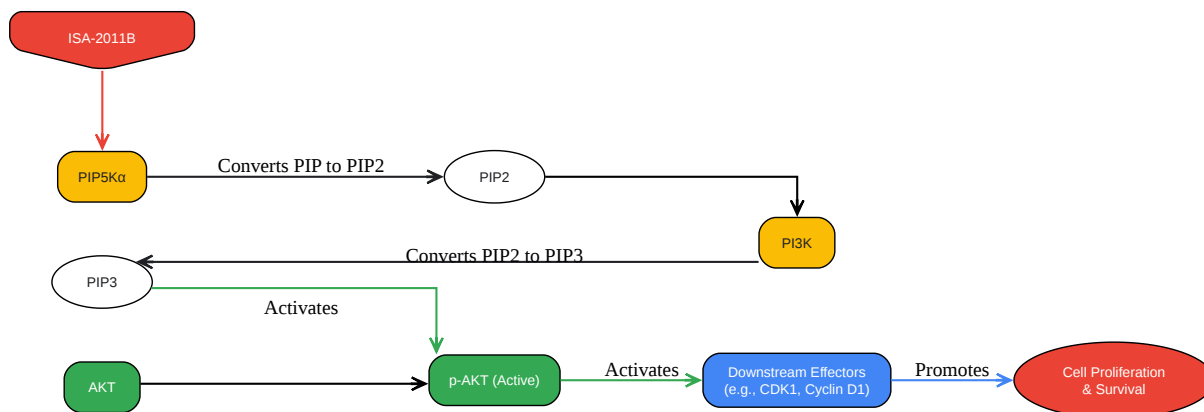 ISA-2011B
PIP5Kα
Converts PIP to PIP2
PIP2
PI3K
Converts PIP2 to PIP3
PIP3
Activates
AKT
p-AKT (Active)
Activates
Downstream Effectors
(e.g., CDK1, Cyclin D1)
Promotes
Cell Proliferation
& Survival